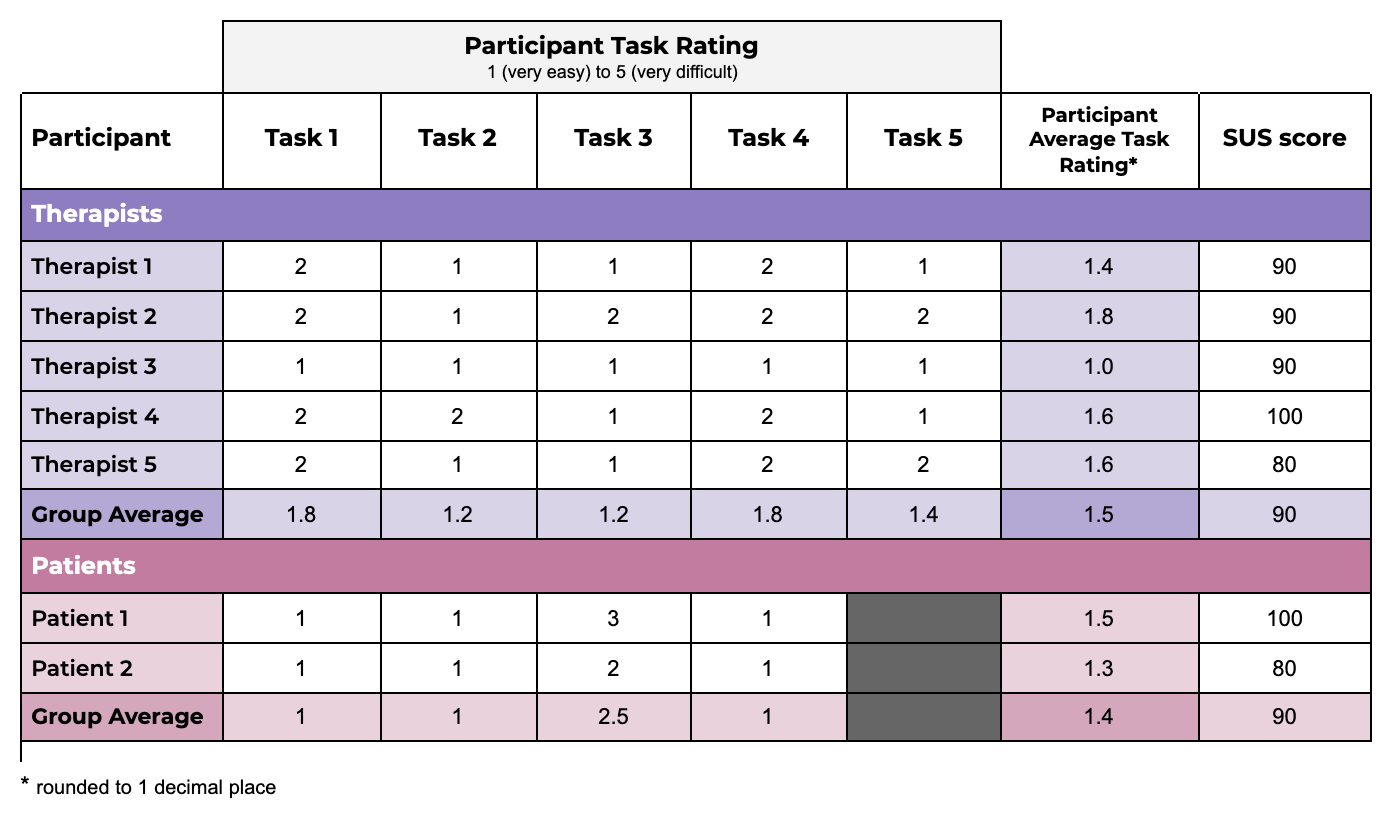 Participant Task Rating
1 (very easy) to 5 (very difficult)
Participant Task 1 Task 2 Task 3 Task 4 Task 5 Participant Average Task Rating* SUS score
Therapists
Therapist 1 2 1 1 2 1 1.4 90
Therapist 2 2 1 2 2 2 1.8 90
Therapist 3 1 1 1 1 1 1.0 90
Therapist 4 2 2 1 2 1 1.6 100
Therapist 5 2 1 1 2 2 1.6 80
Group Average 1.8 1.2 1.2 1.8 1.4 1.5 90
Patients
Patient 1 1 1 3 1 1.5 100
Patient 2 1 1 2 1 1.3 80
Group Average 1 1 2.5 1 1.4 90
* rounded to 1 decimal place